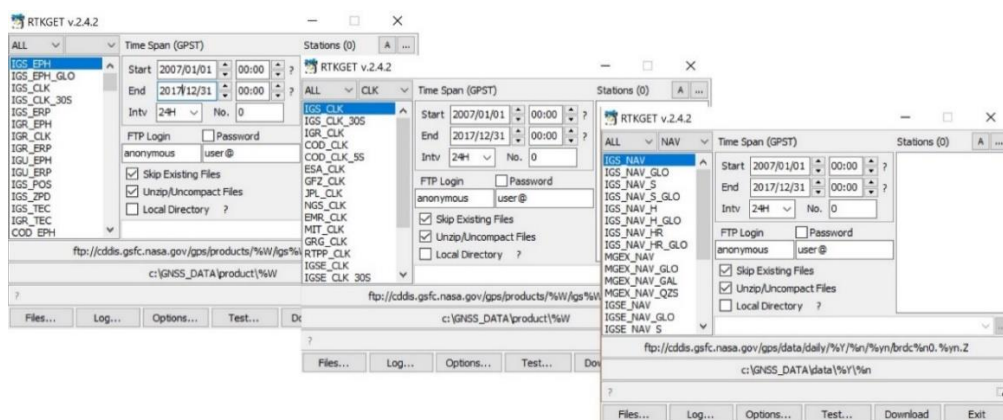 RTKGET v.2.4.2
ALL Time Span (GPST) Stations (0) A ...
IGS_EPH
IGS_EPH_GLO
IGS_CLK
IGS_CLK_30S
IGS_ERP
IGR_EPH
IGR_CLK
IGR_ERP
IGU_EPH
IGU_ERP
IGS_POS
IGS_ZPD
IGS_TEC
IGR_TEC
COD_EPH
Start 2007/01/01 00:00 ?
End 2017/12/31 00:00 ?
Intv 24H No. 0
FTP Login Password
anonymous user@
Skip Existing Files
Unzip/Uncompact Files
Local Directory ?
ftp://cddis.gsfc.nasa.gov/gps/products/%W/igs%
c:\GNSS_DATA\product\%W
?
Files... Log... Options... Test... Do
RTKGET v.2.4.2
ALL CLK Time Span (GPST) Stations (0) A ...
IGS_CLK
IGS_CLK_30S
IGR_CLK
COD_CLK
COD_CLK_5S
ESA_CLK
GFZ_CLK
JPL_CLK
NGS_CLK
EMR_CLK
MIT_CLK
GRG_CLK
RTPP_CLK
IGSE_CLK
IGSE_CLK_30S
Start 2007/01/01 00:00 ?
End 2017/12/31 00:00 ?
Intv 24H No. 0
FTP Login Password
anonymous user@
Skip Existing Files
Unzip/Uncompact Files
Local Directory ?
ftp://cddis.gsfc.nasa.gov/gps/products/%W/igs%W
c:\GNSS_DATA\product\%W
?
Files... Log... Options... Test... Dow
RTKGET v.2.4.2
ALL NAV Time Span (GPST) Stations (0) A ...
IGS_NAV
IGS_NAV_GLO
IGS_NAV_S
IGS_NAV_S_GLO
IGS_NAV_H
IGS_NAV_H_GLO
IGS_NAV_HR
IGS_NAV_HR_GLO
MGEX_NAV
MGEX_NAV_GLO
MGEX_NAV_GAL
MGEX_NAV_QZS
IGSE_NAV
IGSE_NAV_GLO
IGSE_NAV_S
Start 2007/01/01 00:00 ?
End 2017/12/31 00:00 ?
Intv 24H No. 0
FTP Login Password
anonymous user@
Skip Existing Files
Unzip/Uncompact Files
Local Directory ?
ftp://cddis.gsfc.nasa.gov/gps/data/daily/%Y/%n/%yn/brdc%n0.%yn.Z
c:\GNSS_DATA\data\%Y\%n
?
Files... Log... Options... Test... Download Exit